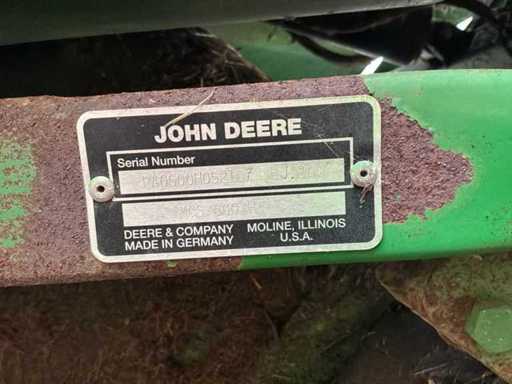 JOHN DEERE
Serial Number
DEERE & COMPANY MOLINE, ILLINOIS
MADE IN GERMANY U.S.A.